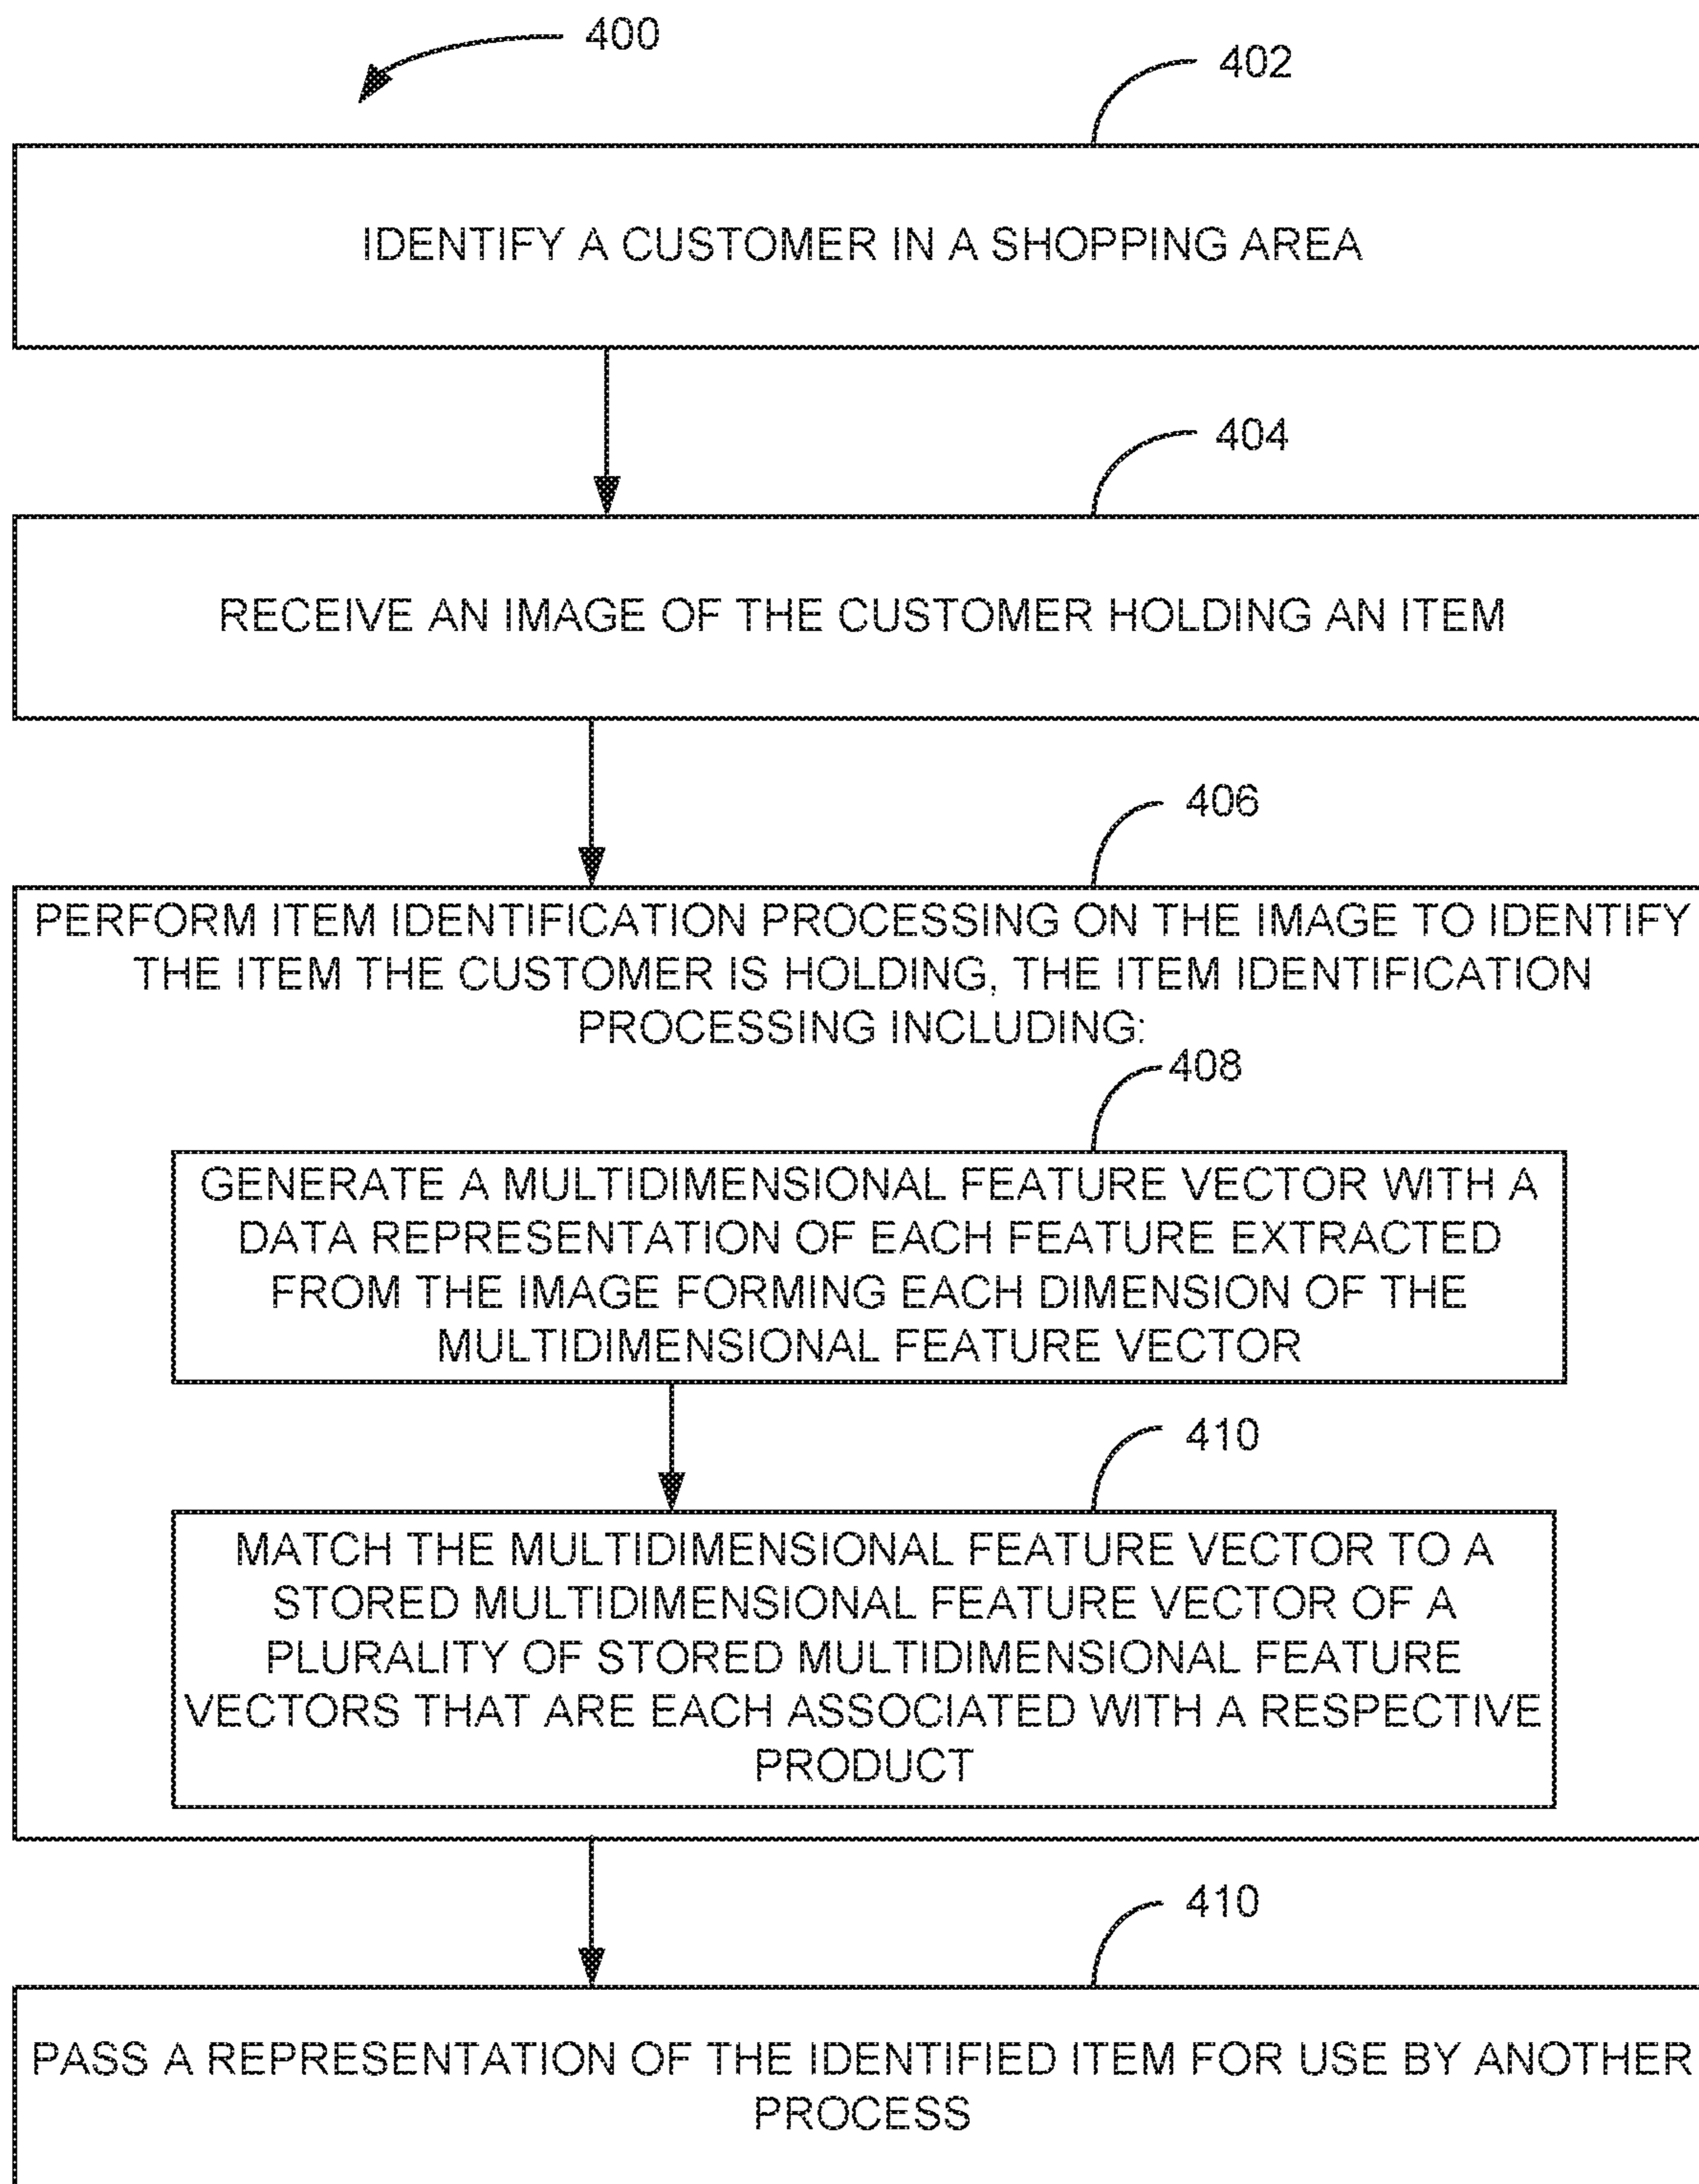 400
402
IDENTIFY A CUSTOMER IN A SHOPPING AREA
404
RECEIVE AN IMAGE OF THE CUSTOMER HOLDING AN ITEM
406
PERFORM ITEM IDENTIFICATION PROCESSING ON THE IMAGE TO IDENTIFY
THE ITEM THE CUSTOMER IS HOLDING, THE ITEM IDENTIFICATION
PROCESSING INCLUDING:
408
GENERATE A MULTIDIMENSIONAL FEATURE VECTOR WITH A
DATA REPRESENTATION OF EACH FEATURE EXTRACTED
FROM THE IMAGE FORMING EACH DIMENSION OF THE
MULTIDIMENSIONAL FEATURE VECTOR
410
MATCH THE MULTIDIMENSIONAL FEATURE VECTOR TO A
STORED MULTIDIMENSIONAL FEATURE VECTOR OF A
PLURALITY OF STORED MULTIDIMENSIONAL FEATURE
VECTORS THAT ARE EACH ASSOCIATED WITH A RESPECTIVE
PRODUCT
410
PASS A REPRESENTATION OF THE IDENTIFIED ITEM FOR USE BY ANOTHER
PROCESS